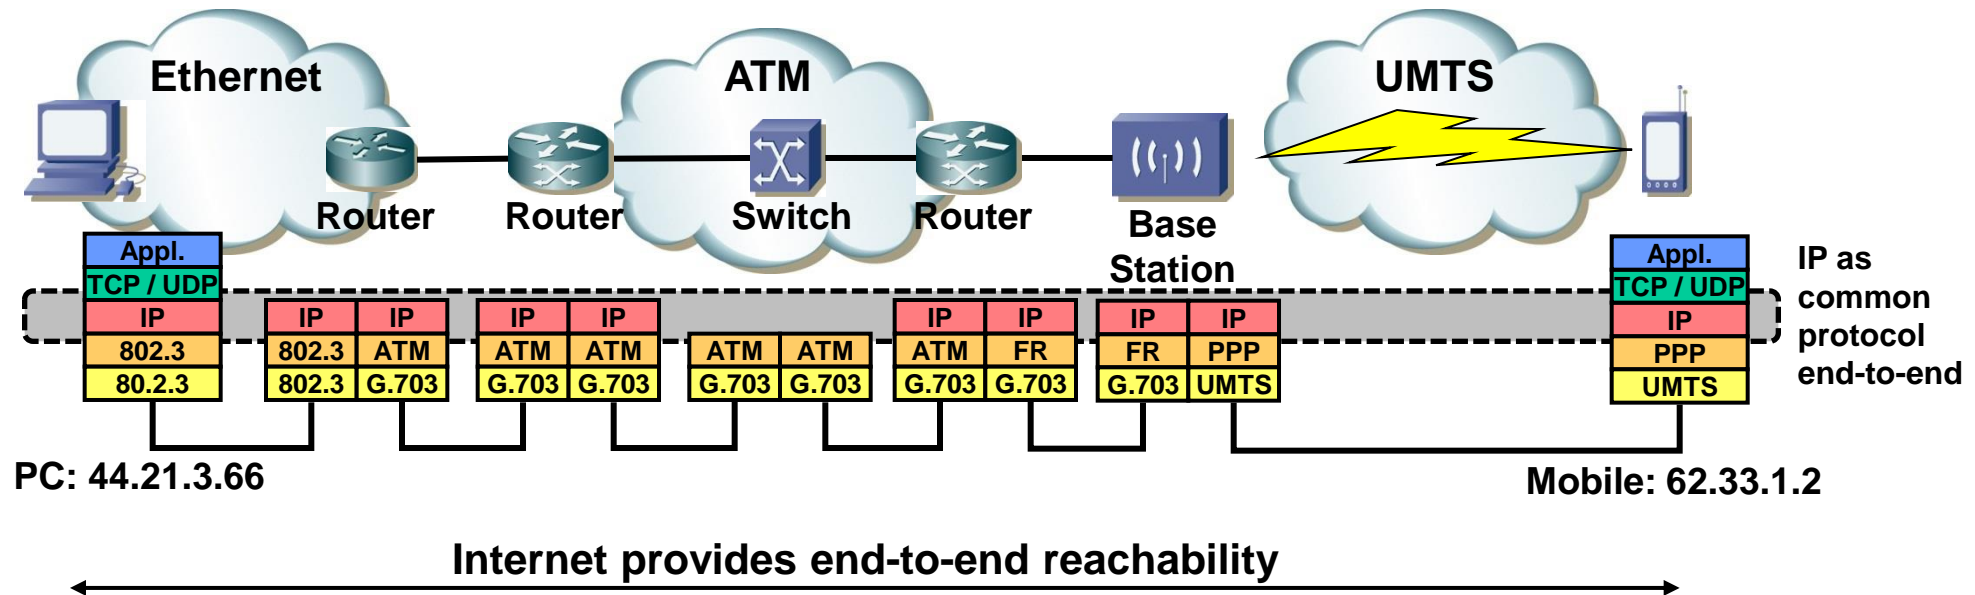 Ethernet
ATM
UMTS
Router
Router
Switch
Router
Base
Station
Appl.
TCP / UDP
IP
802.3
80.2.3
IP IP
802.3 ATM
802.3 G.703
IP IP
ATM ATM
G.703 G.703
ATM ATM
G.703 G.703
IP IP
ATM FR
G.703 G.703
IP IP
FR PPP
G.703 UMTS
Appl.
TCP / UDP
IP
PPP
UMTS
IP as
common
protocol
end-to-end
PC: 44.21.3.66
Mobile: 62.33.1.2
Internet provides end-to-end reachability